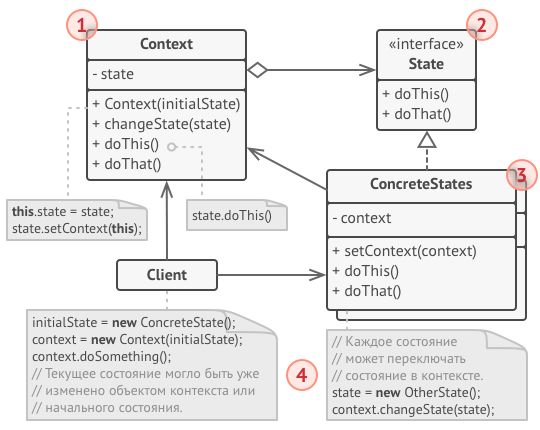 1
Context
- state
+ Context(initialState)
+ changeState(state)
+ doThis()
+ doThat()
2
«interface»
State
+ doThis()
+ doThat()
this.state = state;
state.setContext(this);
state.doThis()
3
ConcreteStates
- context
+ setContext(context)
+ doThis()
+ doThat()
Client
initialState = new ConcreteState();
context = new Context(initialState);
context.doSomething();
// Текущее состояние могло быть уже
// изменено объектом контекста или
// начального состояния.
4
// Каждое состояние
// может переключать
// состояние в контексте.
state = new OtherState();
context.changeState(state);